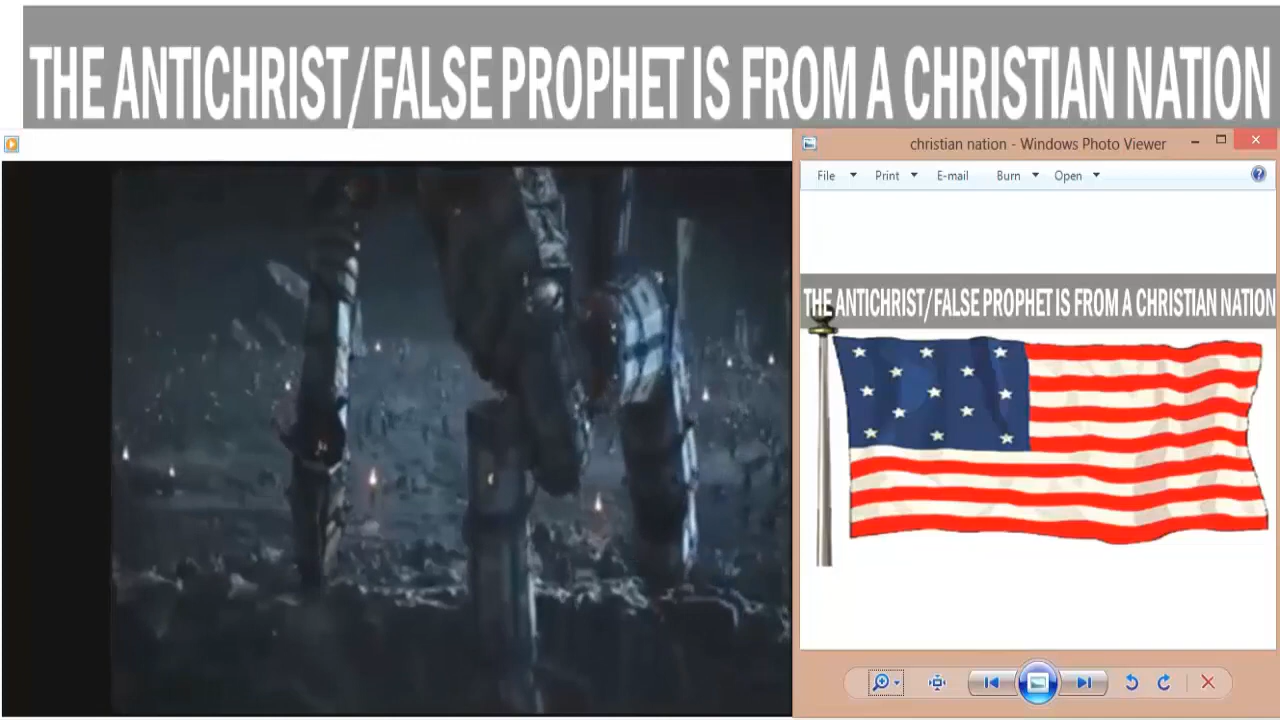 THE ANTICHRIST/FALSE PROPHET IS FROM A CHRISTIAN NATION
christian nation - Windows Photo Viewer
File Print E-mail Burn Open
THE ANTICHRIST/FALSE PROPHET IS FROM A CHRISTIAN NATION